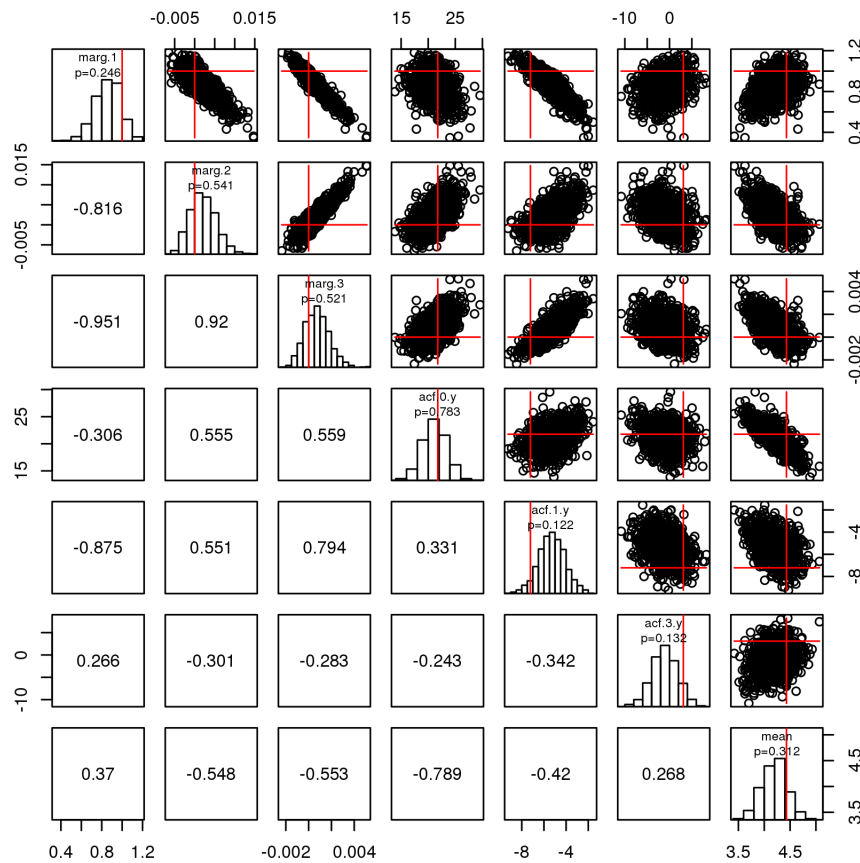 -0.005 0.015 15 25 -10 0
marg.1
p=0.246
0.4 0.8 1.2
-0.005 0.015
-0.816
marg.2
p=0.541
-0.951 0.92
marg.3
p=0.521
-0.002 0.004
15 25
-0.306 0.555 0.559
acf.0.y
p=0.783
-0.875 0.551 0.794 0.331
acf.1.y
p=0.122
-8 -4
-10 0
0.266 -0.301 -0.283 -0.243 -0.342
acf.3.y
p=0.132
0.37 -0.548 -0.553 -0.789 -0.42 0.268
mean
p=0.312
3.5 4.5
0.4 0.8 1.2 -0.002 0.004 -8 -4 3.5 4.5